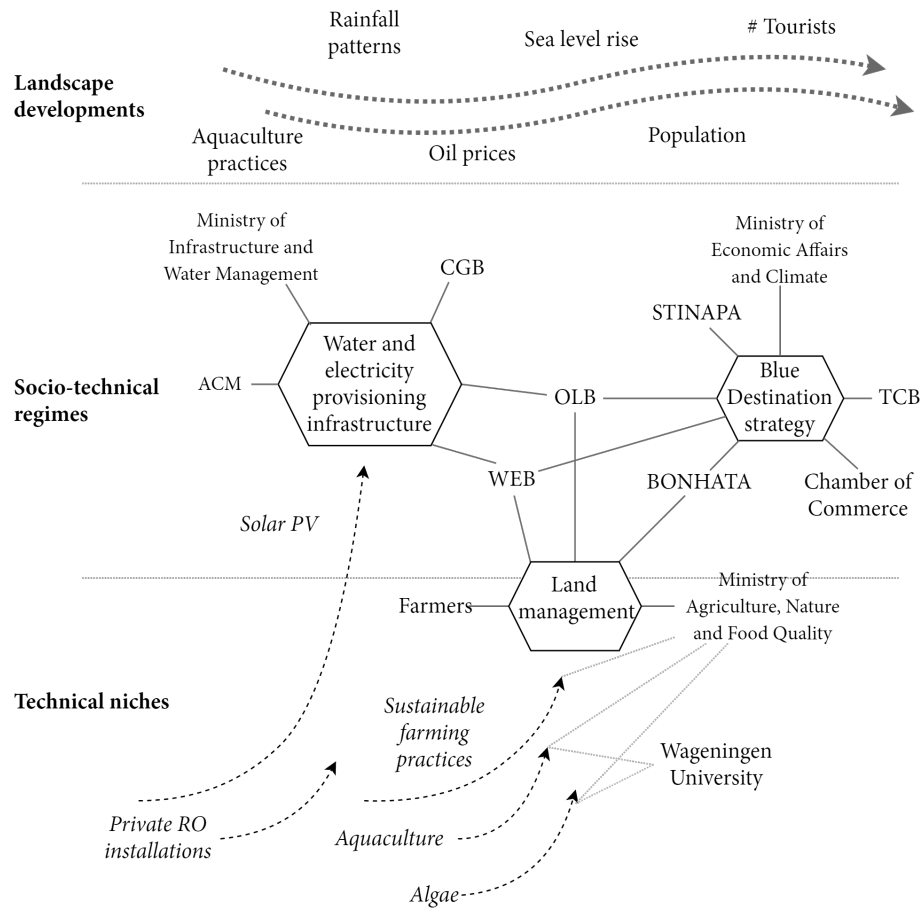 Rainfall
patterns
Sea level rise
# Tourists
Landscape
developments
Aquaculture
practices
Oil prices
Population
Ministry of
Infrastructure and
Water Management
CGB
Ministry of
Economic Affairs
and Climate
STINAPA
Socio-technical
regimes
ACM
Water and
electricity
provisioning
infrastructure
OLB
Blue
Destination
strategy
TCB
WEB
BONHATA
Chamber of
Commerce
Solar PV
Farmers
Land
management
Ministry of
Agriculture, Nature
and Food Quality
Technical niches
Sustainable
farming
practices
Wageningen
University
Private RO
installations
Aquaculture
Algae